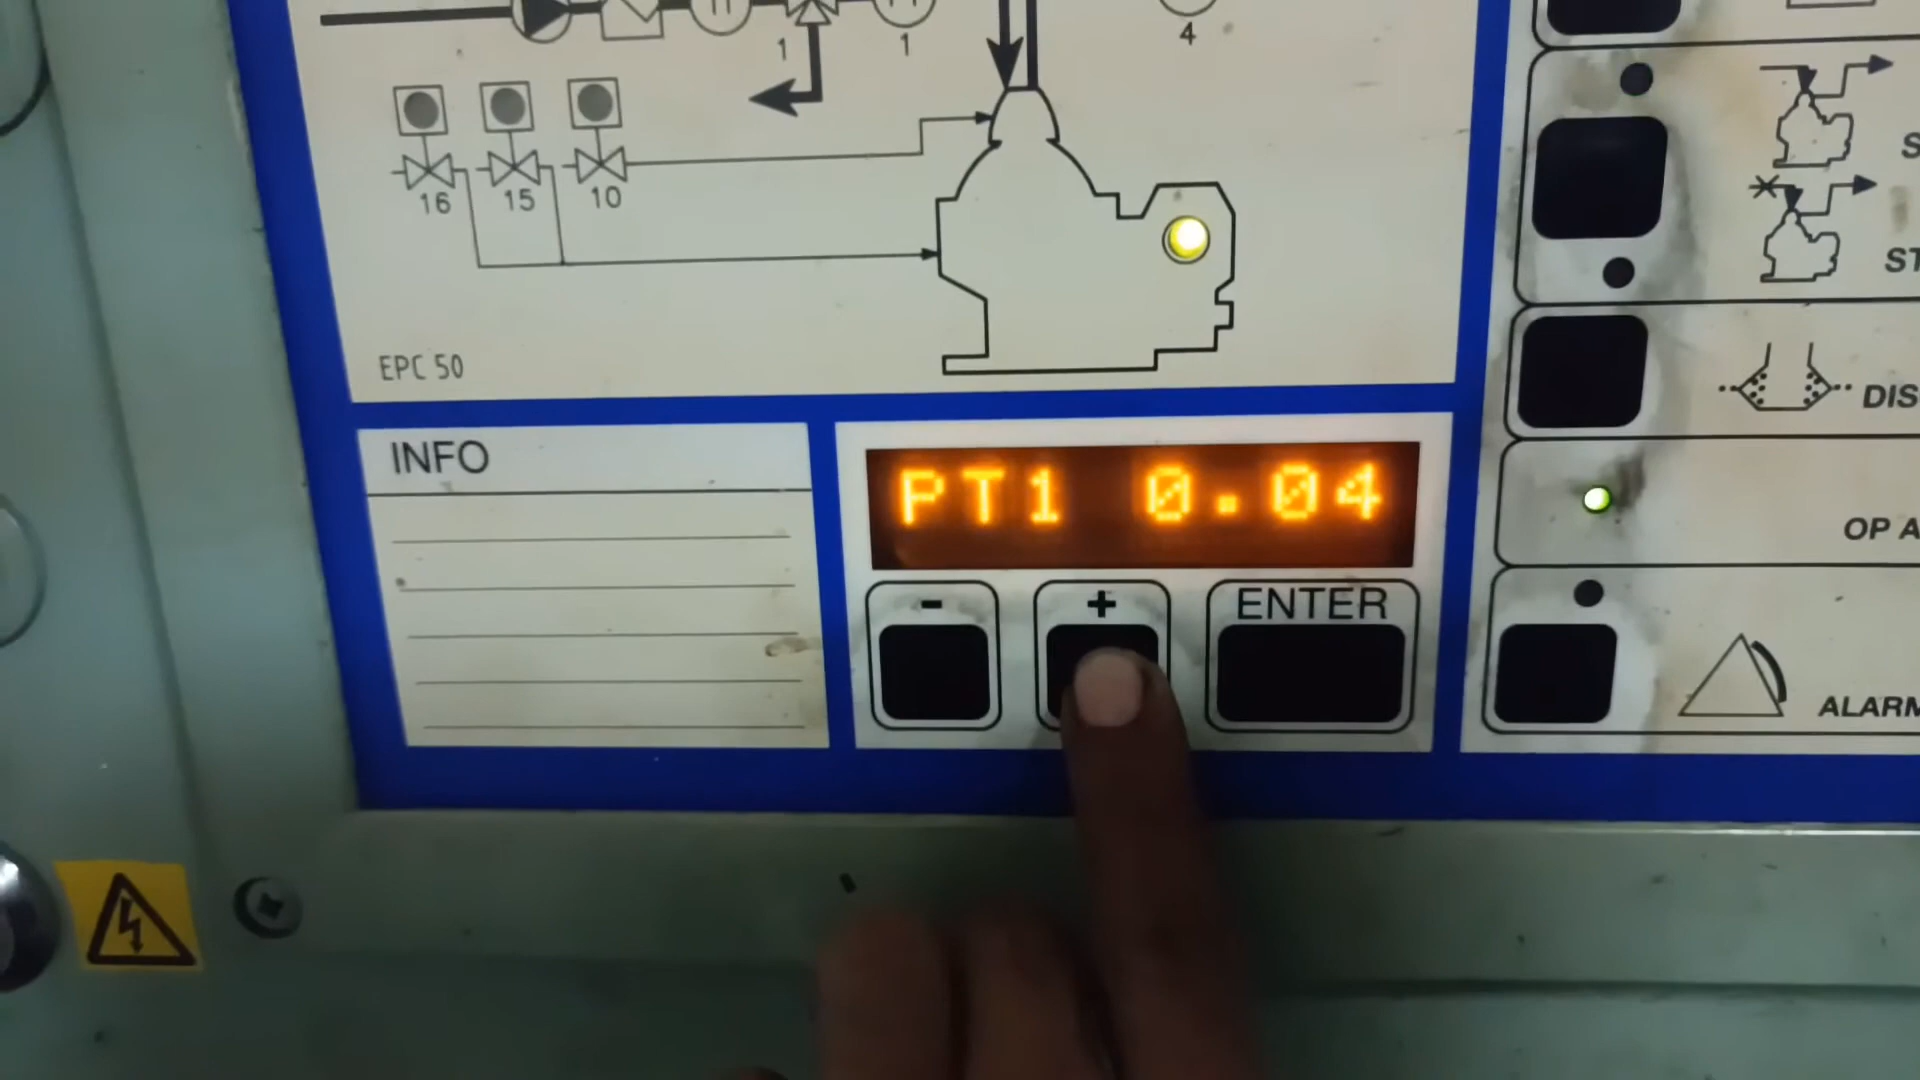 1
1
4
16
15
10
EPC 50
INFO
PT1 0.04
-
+
ENTER
DIS
OP A
ALARM